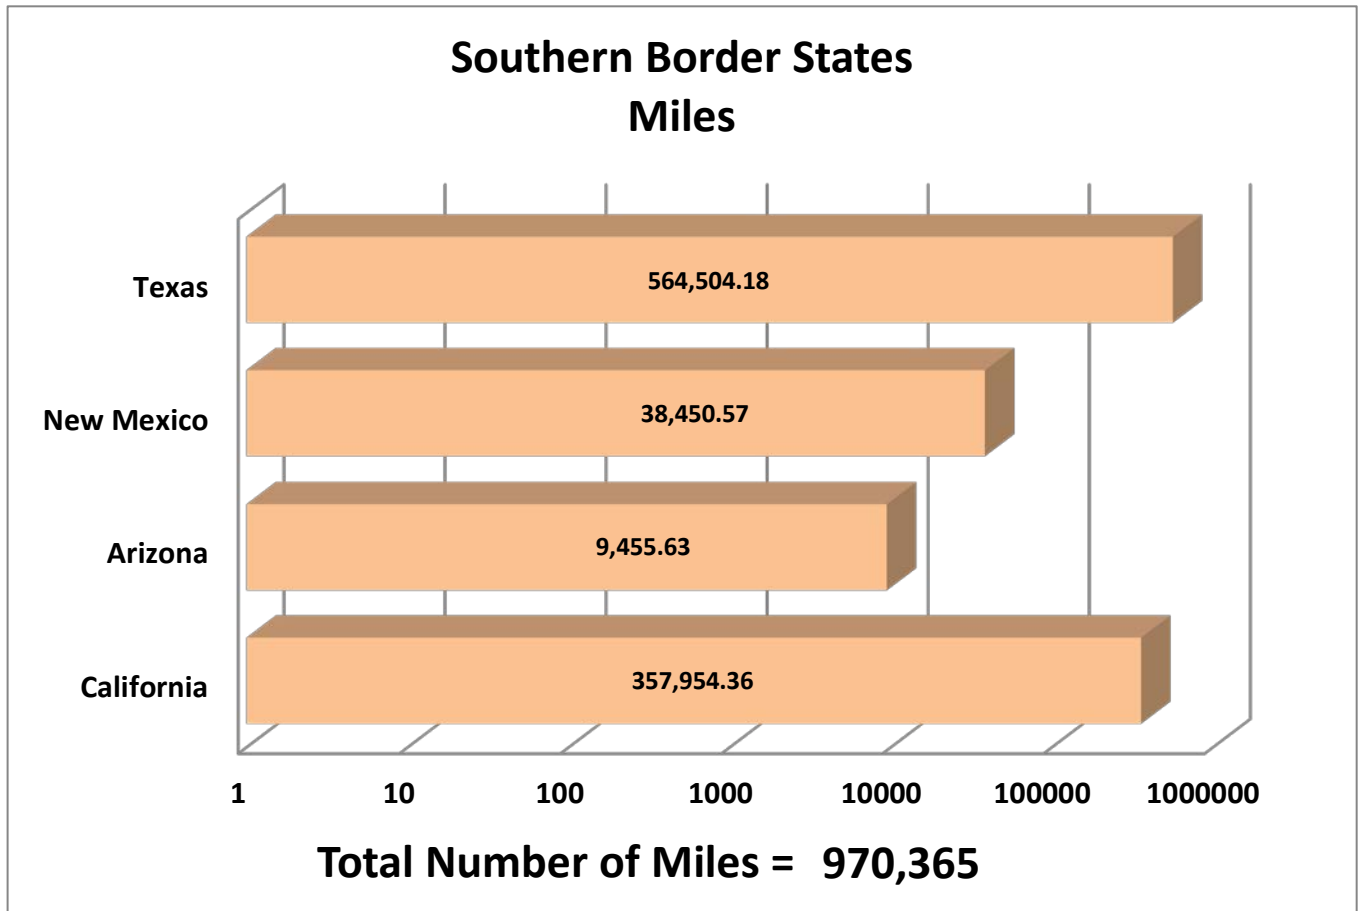 Southern Border States
Miles
Texas
564,504.18
New Mexico
38,450.57
Arizona
9,455.63
California
357,954.36
1 10 100 1000 10000 100000 1000000
Total Number of Miles = 970,365